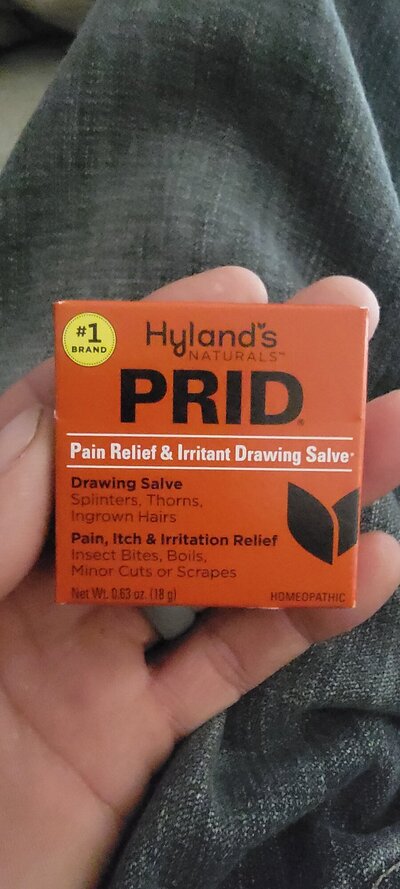 #1
BRAND
Hyland's
NATURALS™
PRID®
Pain Relief & Irritant Drawing Salve*
Drawing Salve
Splinters, Thorns,
Ingrown Hairs
Pain, Itch & Irritation Relief
Insect Bites, Boils,
Minor Cuts or Scrapes
Net Wt. 0.63 oz. (18 g)
HOMEOPATHIC